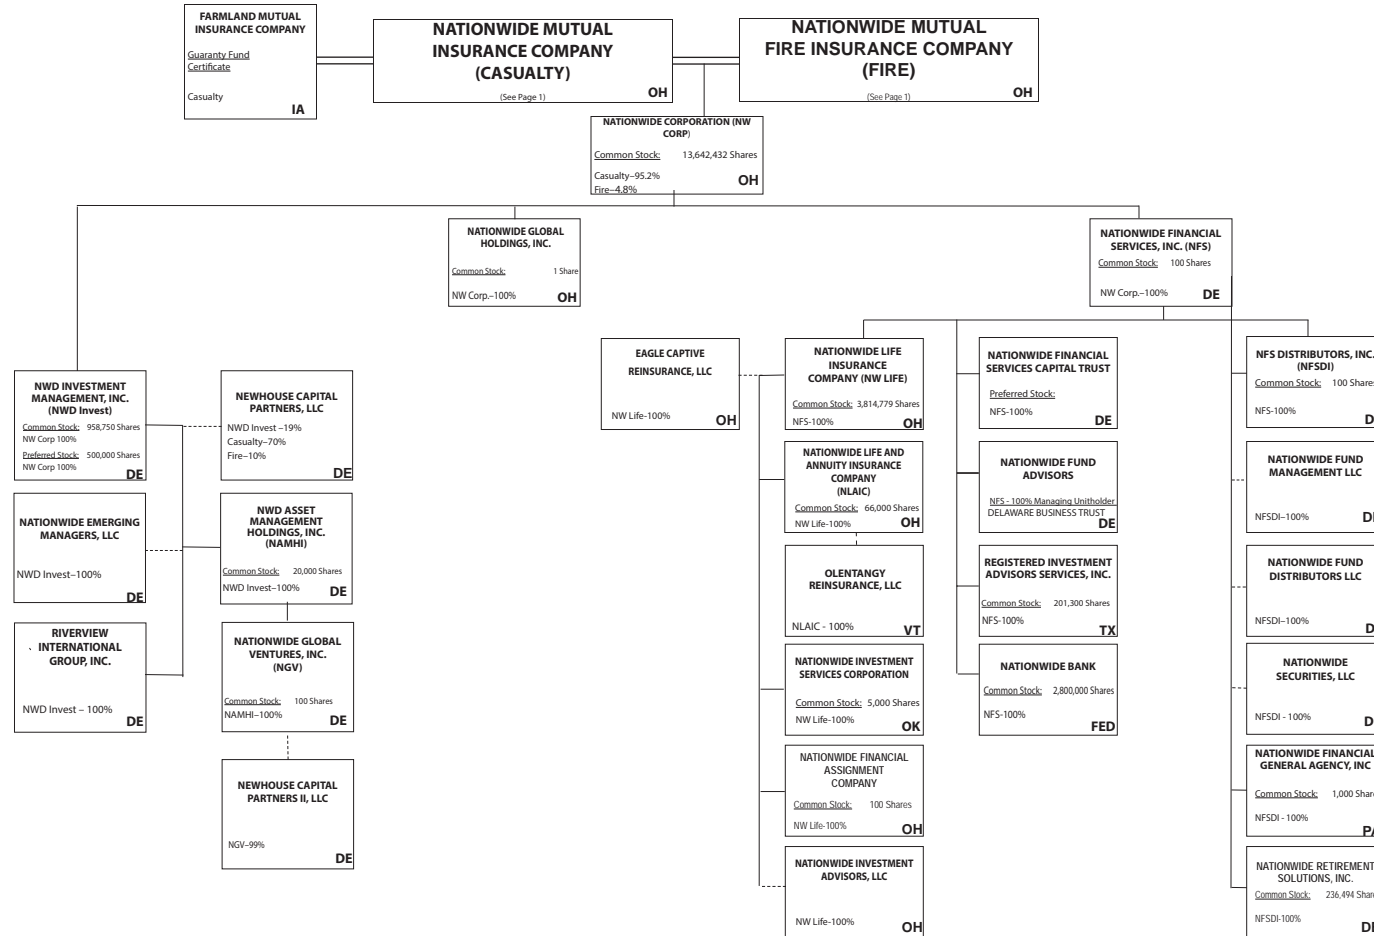 FARMLAND MUTUAL
INSURANCE COMPANY
Guaranty Fund
Certificate
Casualty
IA
NATIONWIDE MUTUAL
INSURANCE COMPANY
(CASUALTY)
(See Page 1)
OH
NATIONWIDE MUTUAL
FIRE INSURANCE COMPANY
(FIRE)
(See Page 1)
OH
NATIONWIDE CORPORATION (NW
CORP)
Common Stock: 13,642,432 Shares
Casualty–95.2%
Fire–4.8%
OH
NATIONWIDE GLOBAL
HOLDINGS, INC.
Common Stock: 1 Share
NW Corp.–100%
OH
NATIONWIDE FINANCIAL
SERVICES, INC. (NFS)
Common Stock: 100 Shares
NW Corp.–100%
DE
NWD INVESTMENT
MANAGEMENT, INC.
(NWD Invest)
Common Stock: 958,750 Shares
NW Corp 100%
Preferred Stock: 500,000 Shares
NW Corp 100%
DE
NEWHOUSE CAPITAL
PARTNERS, LLC
NWD Invest –19%
Casualty–70%
Fire–10%
DE
NATIONWIDE EMERGING
MANAGERS, LLC
NWD Invest–100%
DE
NWD ASSET
MANAGEMENT
HOLDINGS, INC.
(NAMHI)
Common Stock: 20,000 Shares
NWD Invest–100%
DE
RIVERVIEW
INTERNATIONAL
GROUP, INC.
NWD Invest – 100%
DE
NATIONWIDE GLOBAL
VENTURES, INC.
(NGV)
Common Stock: 100 Shares
NAMHI–100%
DE
NEWHOUSE CAPITAL
PARTNERS II, LLC
NGV–99%
DE
EAGLE CAPTIVE
REINSURANCE, LLC
NW Life-100%
OH
NATIONWIDE LIFE
INSURANCE
COMPANY (NW LIFE)
Common Stock: 3,814,779 Shares
NFS-100%
OH
NATIONWIDE LIFE AND
ANNUITY INSURANCE
COMPANY
(NLAIC)
Common Stock: 66,000 Shares
NW Life-100%
OH
OLENTANGY
REINSURANCE, LLC
NLAIC - 100%
VT
NATIONWIDE INVESTMENT
SERVICES CORPORATION
Common Stock: 5,000 Shares
NW Life-100%
OK
NATIONWIDE FINANCIAL
ASSIGNMENT
COMPANY
Common Stock: 100 Shares
NW Life-100%
OH
NATIONWIDE INVESTMENT
ADVISORS, LLC
NW Life-100%
OH
NATIONWIDE FINANCIAL
SERVICES CAPITAL TRUST
Preferred Stock:
NFS-100%
DE
NATIONWIDE FUND
ADVISORS
NFS - 100% Managing Unitholder
DELAWARE BUSINESS TRUST
DE
REGISTERED INVESTMENT
ADVISORS SERVICES, INC.
Common Stock: 201,300 Shares
NFS-100%
TX
NATIONWIDE BANK
Common Stock: 2,800,000 Shares
NFS-100%
FED
NFS DISTRIBUTORS, INC.
(NFSDI)
Common Stock: 100 Shares
NFS-100%
NATIONWIDE FUND
MANAGEMENT LLC
NFSDI–100%
NATIONWIDE FUND
DISTRIBUTORS LLC
NFSDI–100%
NATIONWIDE
SECURITIES, LLC
NFSDI - 100%
NATIONWIDE FINANCIAL
GENERAL AGENCY, INC
Common Stock: 1,000
NFSDI - 100%
NATIONWIDE RETIREMENT
SOLUTIONS, INC.
Common Stock: 236,494
NFSDI-100%